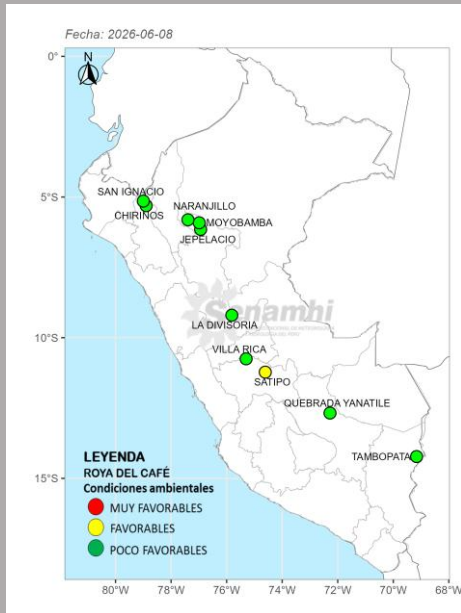 Fecha: 2026-06-08
0°
N
SAN IGNACIO
5°S
NARANJILLO
CHIRINOS
MOYOBAMBA
JEPELACIO
Senamhi
LA DIVISORIA
10°S
VILLA RICA
SATIPO
QUEBRADA YANATILE
TAMBOPATA
LEYENDA
ROYA DEL CAFÉ
Condiciones ambientales
15°S
MUY FAVORABLES
FAVORABLES
POCO FAVORABLES
80°W 78°W 76°W 74°W 72°W 70°W 68°W